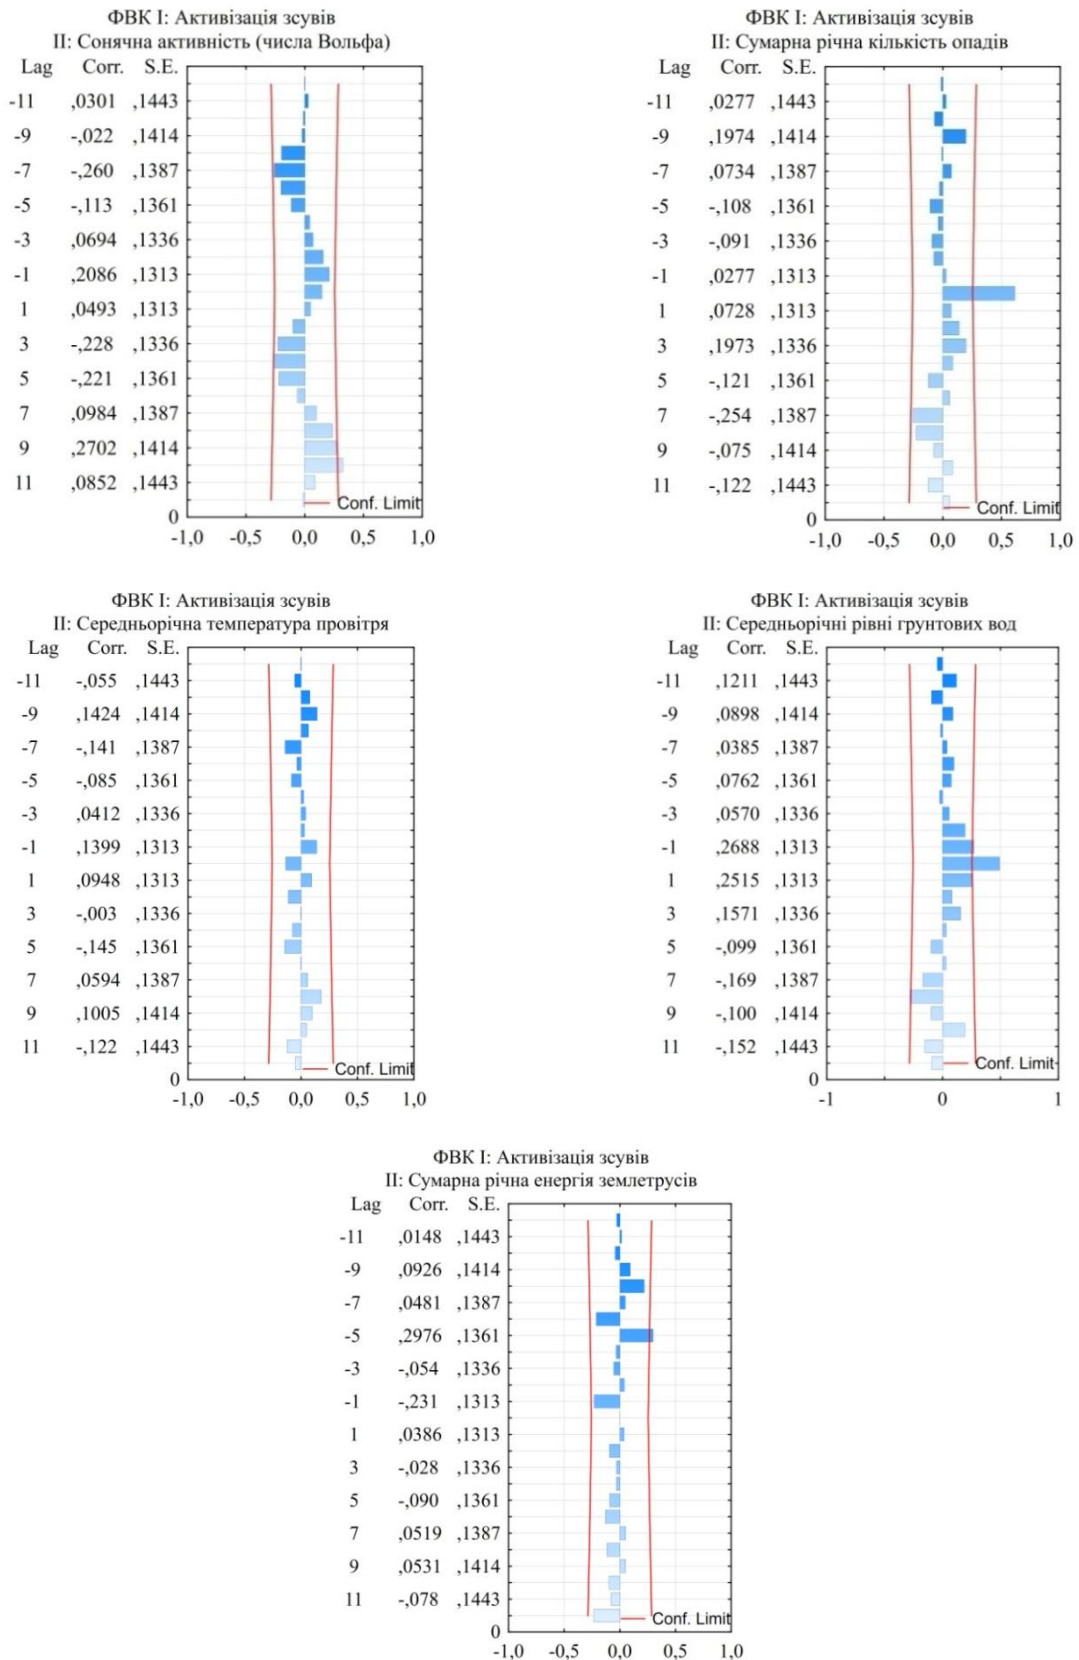 ФВК I: Активізація зсувів
II: Сонячна активність (числа Вольфа)
Lag Corr. S.E.
-11 ,0301 ,1443
-9 -,022 ,1414
-7 -,260 ,1387
-5 -,113 ,1361
-3 ,0694 ,1336
-1 ,2086 ,1313
1 ,0493 ,1313
3 -,228 ,1336
5 -,221 ,1361
7 ,0984 ,1387
9 ,2702 ,1414
11 ,0852 ,1443
Conf. Limit
0
-1,0 -0,5 0,0 0,5 1,0
ФВК I: Активізація зсувів
II: Сумарна річна кількість опадів
Lag Corr. S.E.
-11 ,0277 ,1443
-9 ,1974 ,1414
-7 ,0734 ,1387
-5 -,108 ,1361
-3 -,091 ,1336
-1 ,0277 ,1313
1 ,0728 ,1313
3 ,1973 ,1336
5 -,121 ,1361
7 -,254 ,1387
9 -,075 ,1414
11 -,122 ,1443
Conf. Limit
0
-1,0 -0,5 0,0 0,5 1,0
ФВК I: Активізація зсувів
II: Середньорічна температура провітря
Lag Corr. S.E.
-11 -,055 ,1443
-9 ,1424 ,1414
-7 -,141 ,1387
-5 -,085 ,1361
-3 ,0412 ,1336
-1 ,1399 ,1313
1 ,0948 ,1313
3 -,003 ,1336
5 -,145 ,1361
7 ,0594 ,1387
9 ,1005 ,1414
11 -,122 ,1443
Conf. Limit
0
-1,0 -0,5 0,0 0,5 1,0
ФВК I: Активізація зсувів
II: Середньорічні рівні грунтових вод
Lag Corr. S.E.
-11 ,1211 ,1443
-9 ,0898 ,1414
-7 ,0385 ,1387
-5 ,0762 ,1361
-3 ,0570 ,1336
-1 ,2688 ,1313
1 ,2515 ,1313
3 ,1571 ,1336
5 -,099 ,1361
7 -,169 ,1387
9 -,100 ,1414
11 -,152 ,1443
Conf. Limit
0
-1 0 1
ФВК I: Активізація зсувів
II: Сумарна річна енергія землетрусів
Lag Corr. S.E.
-11 ,0148 ,1443
-9 ,0926 ,1414
-7 ,0481 ,1387
-5 ,2976 ,1361
-3 -,054 ,1336
-1 -,231 ,1313
1 ,0386 ,1313
3 -,028 ,1336
5 -,090 ,1361
7 ,0519 ,1387
9 ,0531 ,1414
11 -,078 ,1443
Conf. Limit
0
-1,0 -0,5 0,0 0,5 1,0